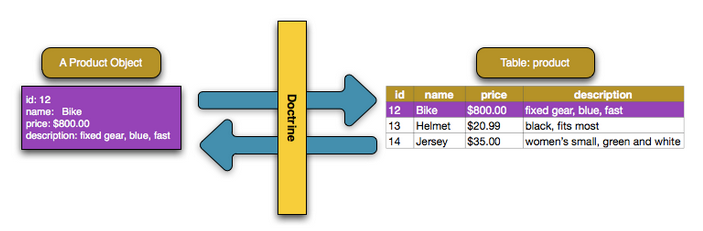 A Product Object
id: 12
name: Bike
price: $800.00
description: fixed gear, blue, fast
Doctrine
Table: product
id name price description
12 Bike $800.00 fixed gear, blue, fast
13 Helmet $20.99 black, fits most
14 Jersey $35.00 women's small, green and white